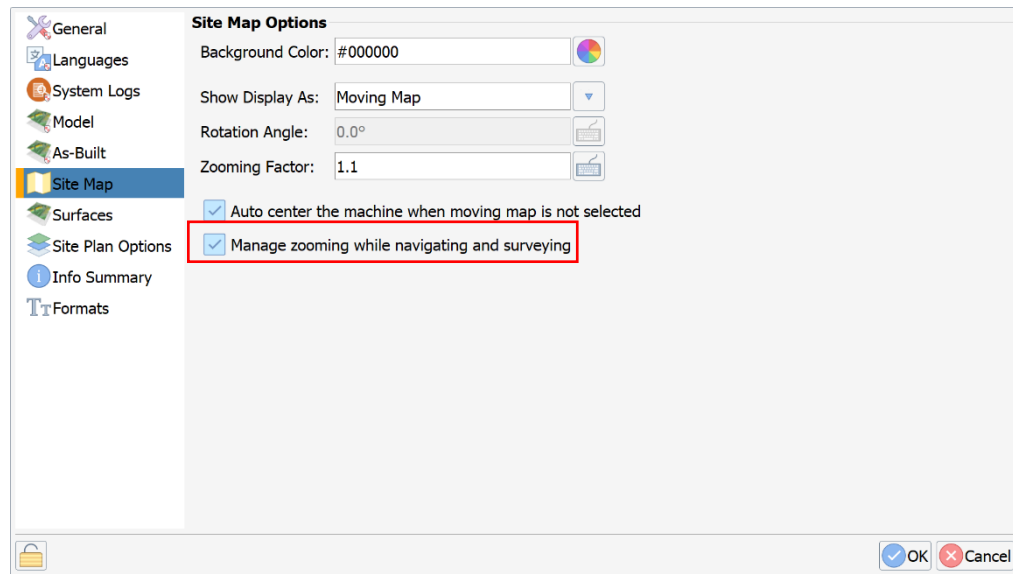 General
Languages
System Logs
Model
As-Built
Site Map
Surfaces
Site Plan Options
Info Summary
Formats
Site Map Options
Background Color: #000000
Show Display As: Moving Map
Rotation Angle: 0.0°
Zooming Factor: 1.1
Auto center the machine when moving map is not selected
Manage zooming while navigating and surveying
OK Cancel